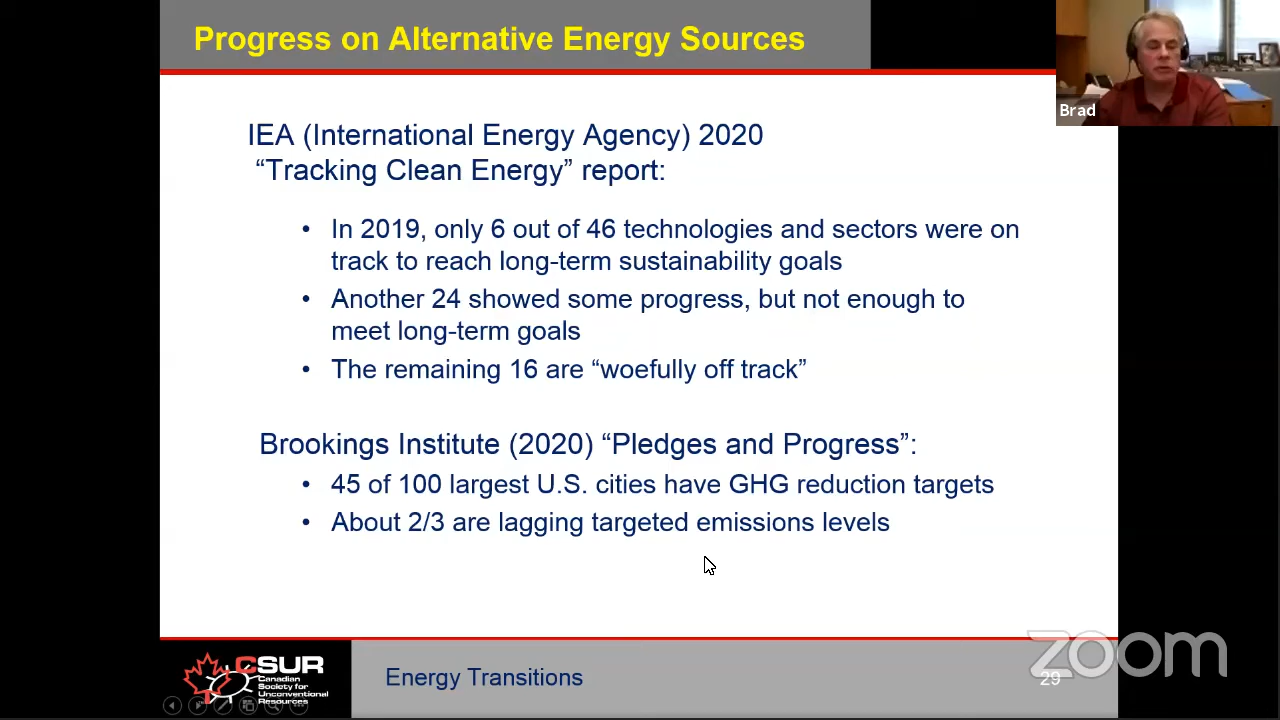 Progress on Alternative Energy Sources
Brad
IEA (International Energy Agency) 2020
“Tracking Clean Energy” report:
• In 2019, only 6 out of 46 technologies and sectors were on
track to reach long-term sustainability goals
• Another 24 showed some progress, but not enough to
meet long-term goals
• The remaining 16 are “woefully off track”
Brookings Institute (2020) “Pledges and Progress”:
• 45 of 100 largest U.S. cities have GHG reduction targets
• About 2/3 are lagging targeted emissions levels
CSUR
Canadian
Society for
Unconventional
Resources
Energy Transitions
29
zoom